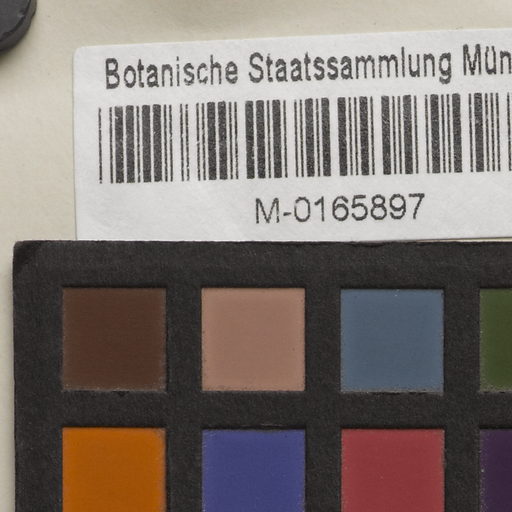 Botanische Staatssammlung Mün
M-0165897